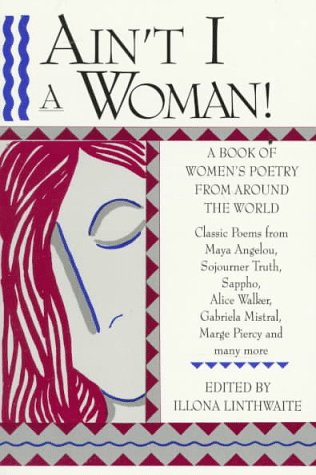 AIN'T I
A WOMAN!
A BOOK OF
WOMEN'S POETRY
FROM AROUND
THE WORLD
Classic Poems from
Maya Angelou,
Sojourner Truth,
Sappho,
Alice Walker,
Gabriela Mistral,
Marge Piercy and
many more
EDITED BY
ILLONA LINTHWAITE